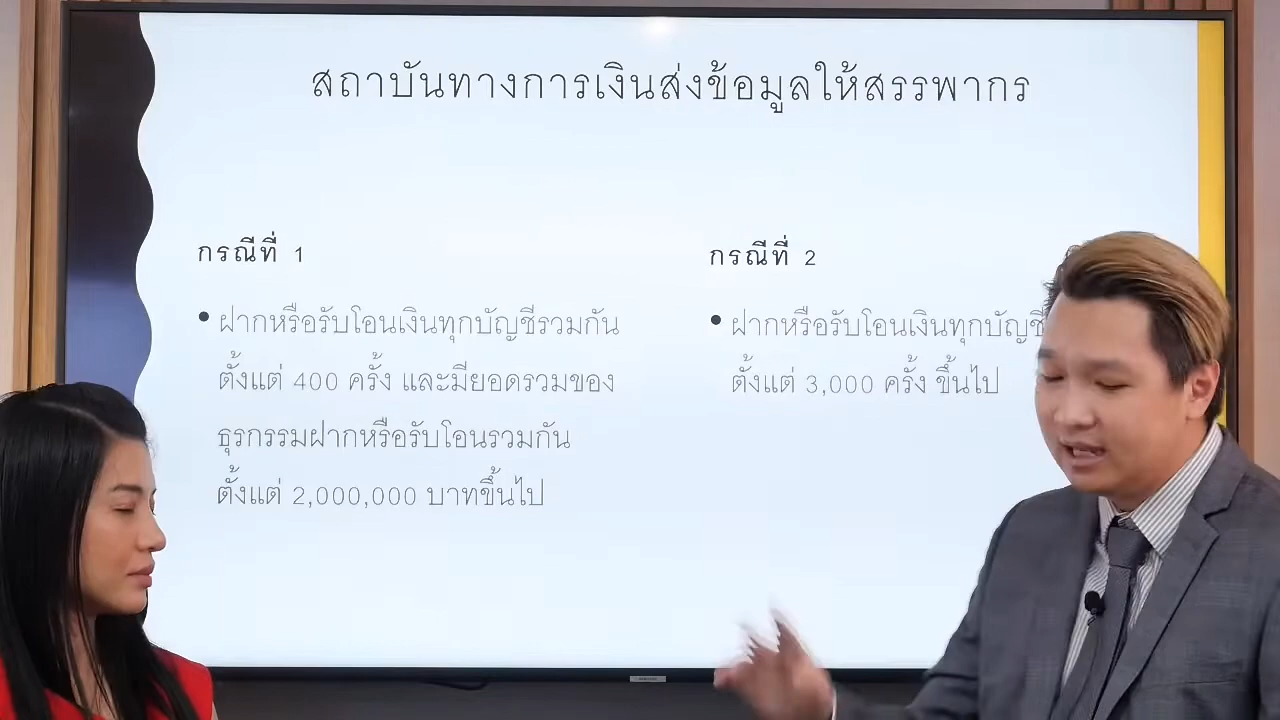 สถาบันทางการเงินส่งข้อมูลให้สรรพากร
กรณีที่ 1
• ฝากหรือรับโอนเงินทุกบัญชีรวมกัน
ตั้งแต่ 400 ครั้ง และมียอดรวมของ
ธุรกรรมฝากหรือรับโอนรวมกัน
ตั้งแต่ 2,000,000 บาทขึ้นไป
กรณีที่ 2
• ฝากหรือรับโอนเงินทุกบัญชี
ตั้งแต่ 3,000 ครั้ง ขึ้นไป